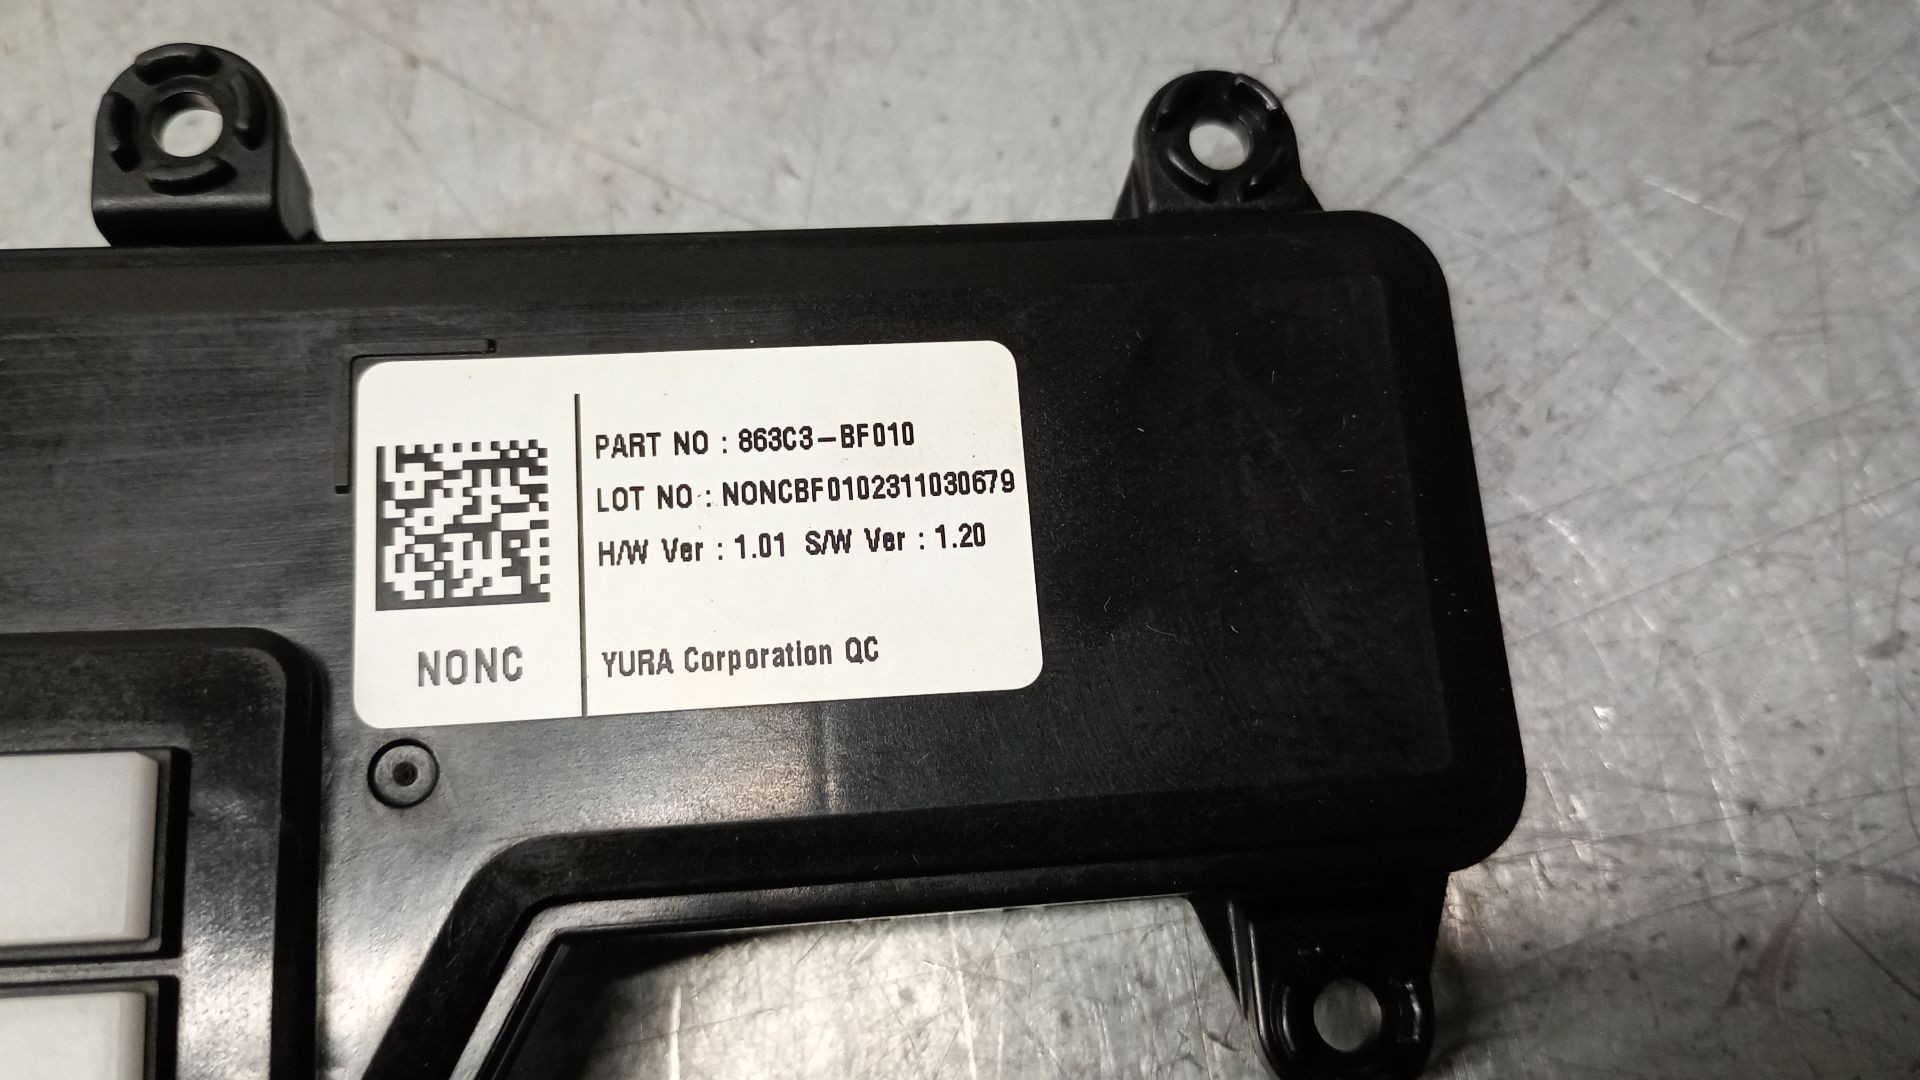 PART NO : 863C3-BF010
LOT NO : NONCBF0102311030679
H/W Ver : 1.01 S/W Ver : 1.20
NONC
YURA Corporation QC